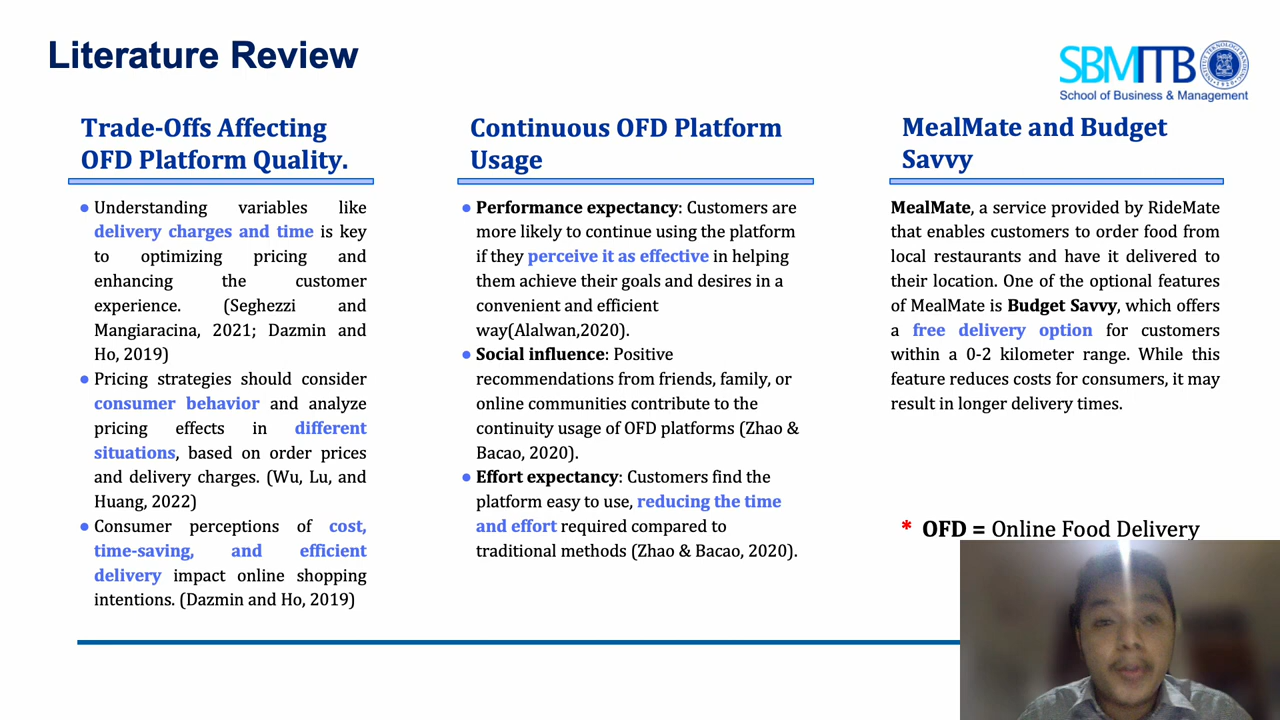 Literature Review
SBMITB
School of Business & Management
Trade-Offs Affecting
OFD Platform Quality.
Understanding variables like
delivery charges and time is key
to optimizing pricing and
enhancing the customer
experience. (Seghezzi and
Mangiaracina, 2021; Dazmin and
Ho, 2019)
Pricing strategies should consider
consumer behavior and analyze
pricing effects in different
situations, based on order prices
and delivery charges. (Wu, Lu, and
Huang, 2022)
Consumer perceptions of cost,
time-saving, and efficient
delivery impact online shopping
intentions. (Dazmin and Ho, 2019)
Continuous OFD Platform
Usage
Performance expectancy: Customers are
more likely to continue using the platform
if they perceive it as effective in helping
them achieve their goals and desires in a
convenient and efficient
way(Alalwan,2020).
Social influence: Positive
recommendations from friends, family, or
online communities contribute to the
continuity usage of OFD platforms (Zhao &
Bacao, 2020).
Effort expectancy: Customers find the
platform easy to use, reducing the time
and effort required compared to
traditional methods (Zhao & Bacao, 2020).
MealMate and Budget
Savvy
MealMate, a service provided by RideMate
that enables customers to order food from
local restaurants and have it delivered to
their location. One of the optional features
of MealMate is Budget Savvy, which offers
a free delivery option for customers
within a 0-2 kilometer range. While this
feature reduces costs for consumers, it may
result in longer delivery times.
* OFD = Online Food Delivery